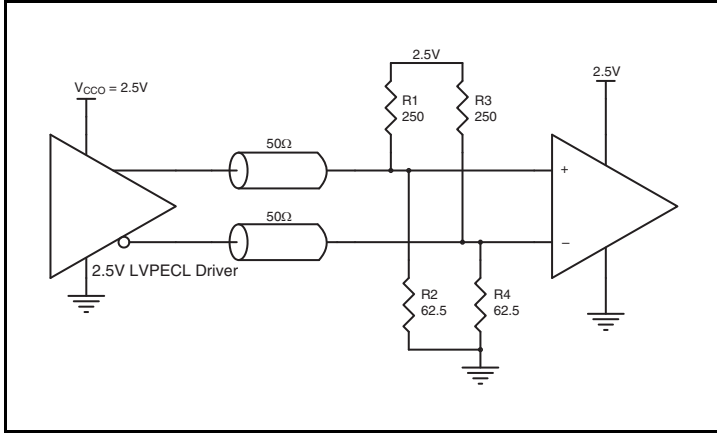 2.5V
V_CCO = 2.5V
2.5V
R1
250
R3
250
50Ω
+
50Ω
−
2.5V LVPECL Driver
R2
62.5
R4
62.5